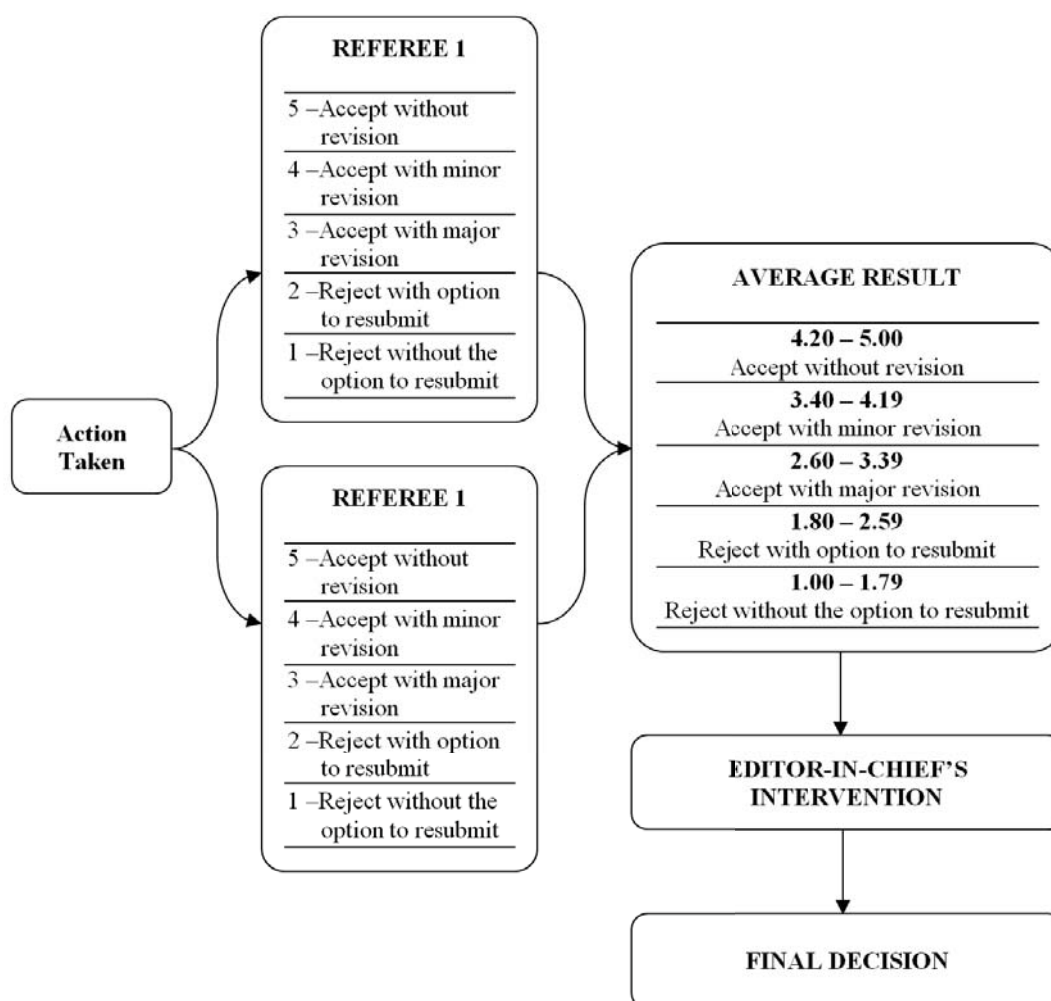 Action
Taken
REFEREE 1
5 –Accept without
revision
4 –Accept with minor
revision
3 –Accept with major
revision
2 –Reject with option
to resubmit
1 –Reject without the
option to resubmit
REFEREE 1
5 –Accept without
revision
4 –Accept with minor
revision
3 –Accept with major
revision
2 –Reject with option
to resubmit
1 –Reject without the
option to resubmit
AVERAGE RESULT
4.20 – 5.00
Accept without revision
3.40 – 4.19
Accept with minor revision
2.60 – 3.39
Accept with major revision
1.80 – 2.59
Reject with option to resubmit
1.00 – 1.79
Reject without the option to resubmit
EDITOR-IN-CHIEF’S
INTERVENTION
FINAL DECISION